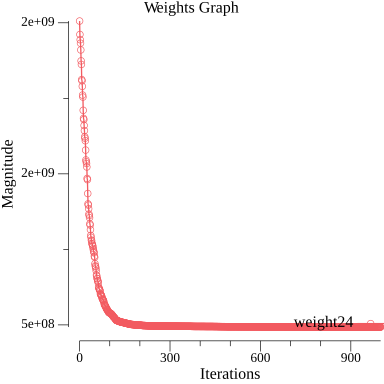 Weights Graph
2e+09
2e+09
5e+08
Magnitude
weight24
0 300 600 900
Iterations